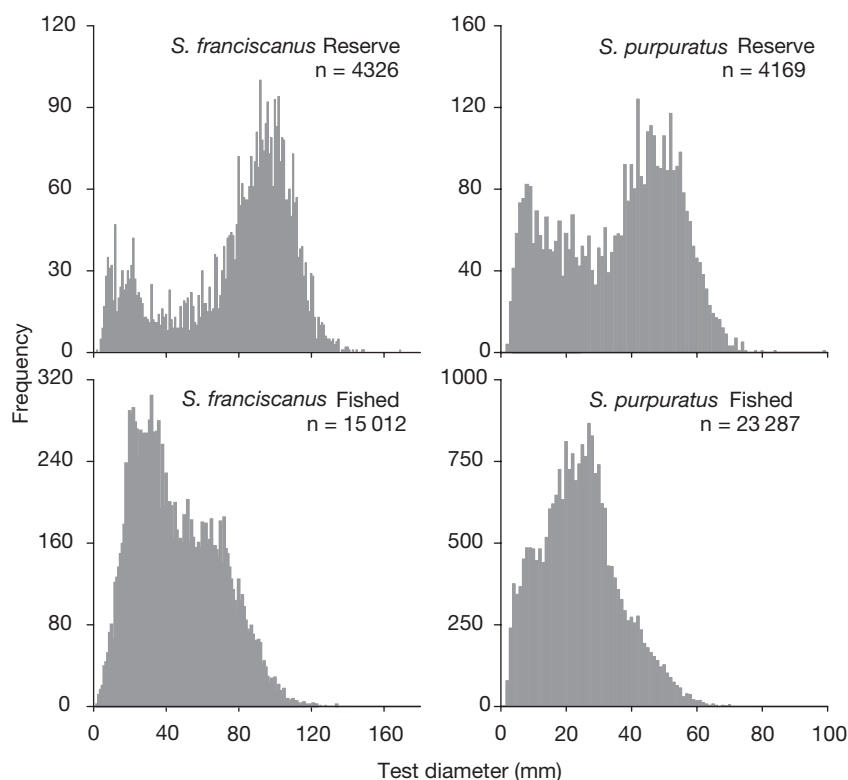 120
90
60
30
0
S. franciscanus Reserve
n = 4326
160
120
80
40
0
S. purpuratus Reserve
n = 4169
Frequency
320
240
160
80
0
S. franciscanus Fished
n = 15 012
0 40 80 120 160
1000
750
500
250
0
S. purpuratus Fished
n = 23 287
0 20 40 60 80 100
Test diameter (mm)